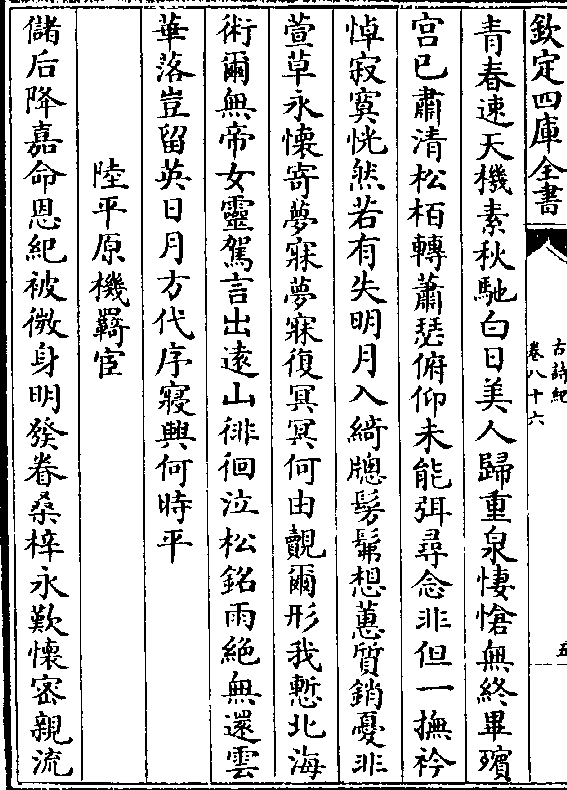 欽定四庫全書
古詩紀
卷八十六
五
青春速天機素秋馳白日美人歸重泉悽愴無終畢殯
宫已肅清松栢轉蕭瑟俯仰未能弭尋念非但一撫衿
悼寂寞怳然若有失明月入綺牕髣髴想蕙質銷憂非
萱草永懐寄夢寐夢寐復冥冥何由覿爾形我慙北海
術爾無帝女靈駕言出遠山徘徊泣松銘雨絶無還雲
華落豈留英日月方代序寢興何時平
陸平原機羇宦
儲后降嘉命恩紀被微身明發眷桑梓永歎懐宻親流